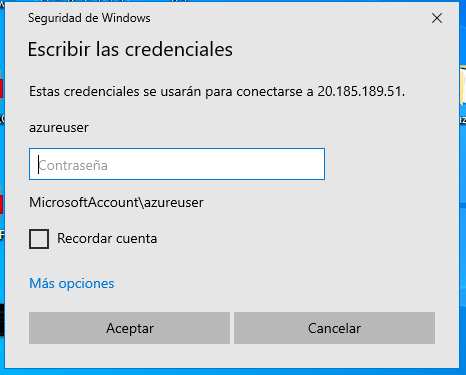 Seguridad de Windows
Escribir las credenciales
Estas credenciales se usarán para conectarse a 20.185.189.51.
azureuser
Contraseña
MicrosoftAccount\azureuser
Recordar cuenta
Más opciones
Aceptar
Cancelar